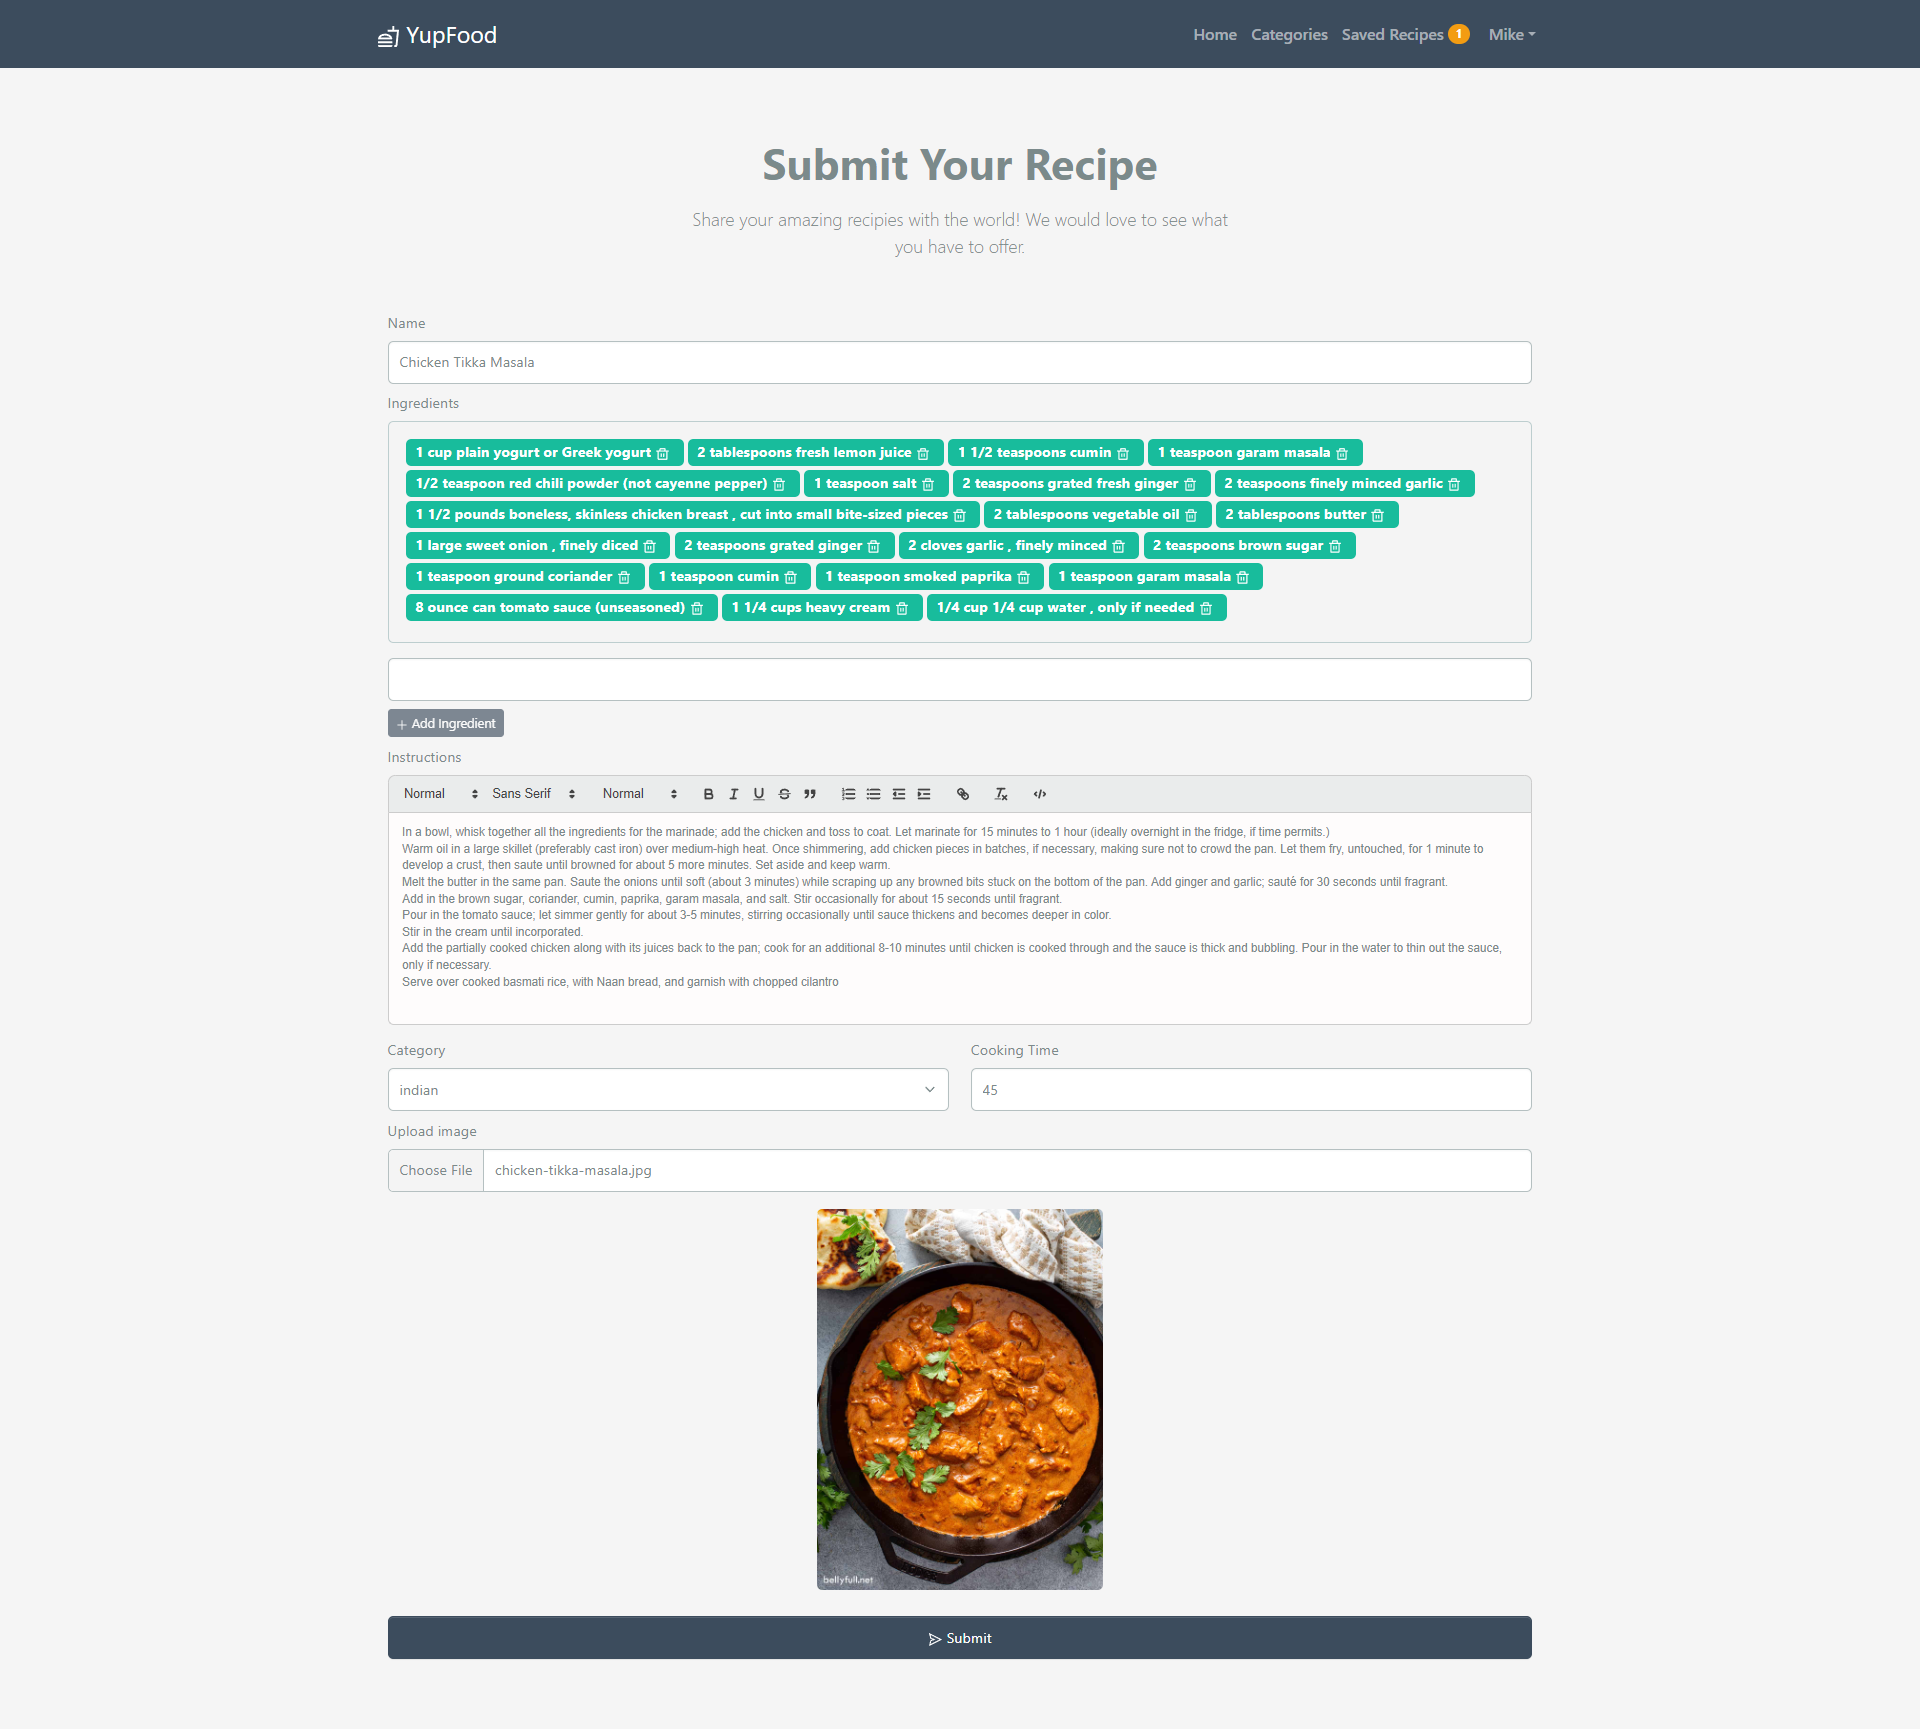 YupFood
Home Categories Saved Recipes 1 Mike
Submit Your Recipe
Share your amazing recipies with the world! We would love to see what
you have to offer.
Name
Chicken Tikka Masala
Ingredients
1 cup plain yogurt or Greek yogurt 2 tablespoons fresh lemon juice 1 1/2 teaspoons cumin 1 teaspoon garam masala
1/2 teaspoon red chili powder (not cayenne pepper) 1 teaspoon salt 2 teaspoons grated fresh ginger 2 teaspoons finely minced garlic
1 1/2 pounds boneless, skinless chicken breast , cut into small bite-sized pieces 2 tablespoons vegetable oil 2 tablespoons butter
1 large sweet onion , finely diced 2 teaspoons grated ginger 2 cloves garlic , finely minced 2 teaspoons brown sugar
1 teaspoon ground coriander 1 teaspoon cumin 1 teaspoon smoked paprika 1 teaspoon garam masala
8 ounce can tomato sauce (unseasoned) 1 1/4 cups heavy cream 1/4 cup 1/4 cup water , only if needed
+ Add Ingredient
Instructions
Normal Sans Serif Normal B I U S
In a bowl, whisk together all the ingredients for the marinade; add the chicken and toss to coat. Let marinate for 15 minutes to 1 hour (ideally overnight in the fridge, if time permits.)
Warm oil in a large skillet (preferably cast iron) over medium-high heat. Once shimmering, add chicken pieces in batches, if necessary, making sure not to crowd the pan. Let them fry, untouched, for 1 minute to
develop a crust, then saute until browned for about 5 more minutes. Set aside and keep warm.
Melt the butter in the same pan. Saute the onions until soft (about 3 minutes) while scraping up any browned bits stuck on the bottom of the pan. Add ginger and garlic; sauté for 30 seconds until fragrant.
Add in the brown sugar, coriander, cumin, paprika, garam masala, and salt. Stir occasionally for about 15 seconds until fragrant.
Pour in the tomato sauce; let simmer gently for about 3-5 minutes, stirring occasionally until sauce thickens and becomes deeper in color.
Stir in the cream until incorporated.
Add the partially cooked chicken along with its juices back to the pan; cook for an additional 8-10 minutes until chicken is cooked through and the sauce is thick and bubbling. Pour in the water to thin out the sauce,
only if necessary.
Serve over cooked basmati rice, with Naan bread, and garnish with chopped cilantro
Category Cooking Time
indian 45
Upload image
Choose File chicken-tikka-masala.jpg
bellyfull.net
Submit